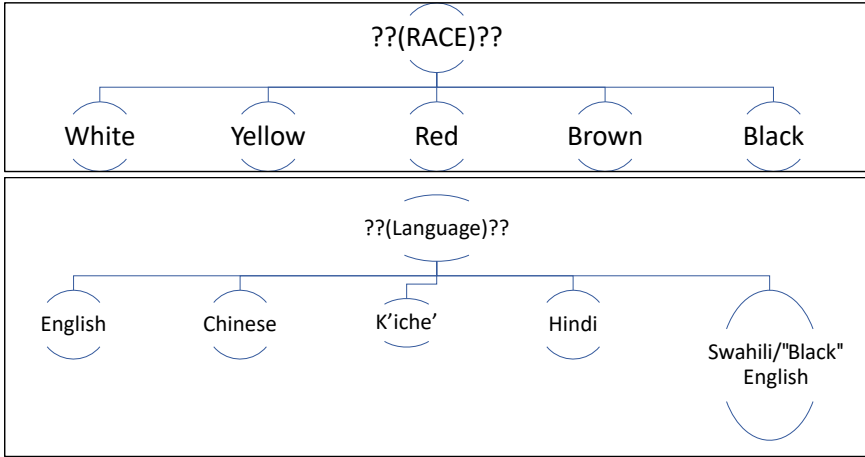 ??(RACE)??
White
Yellow
Red
Brown
Black
??(Language)??
English
Chinese
K’iche’
Hindi
Swahili/"Black"
English